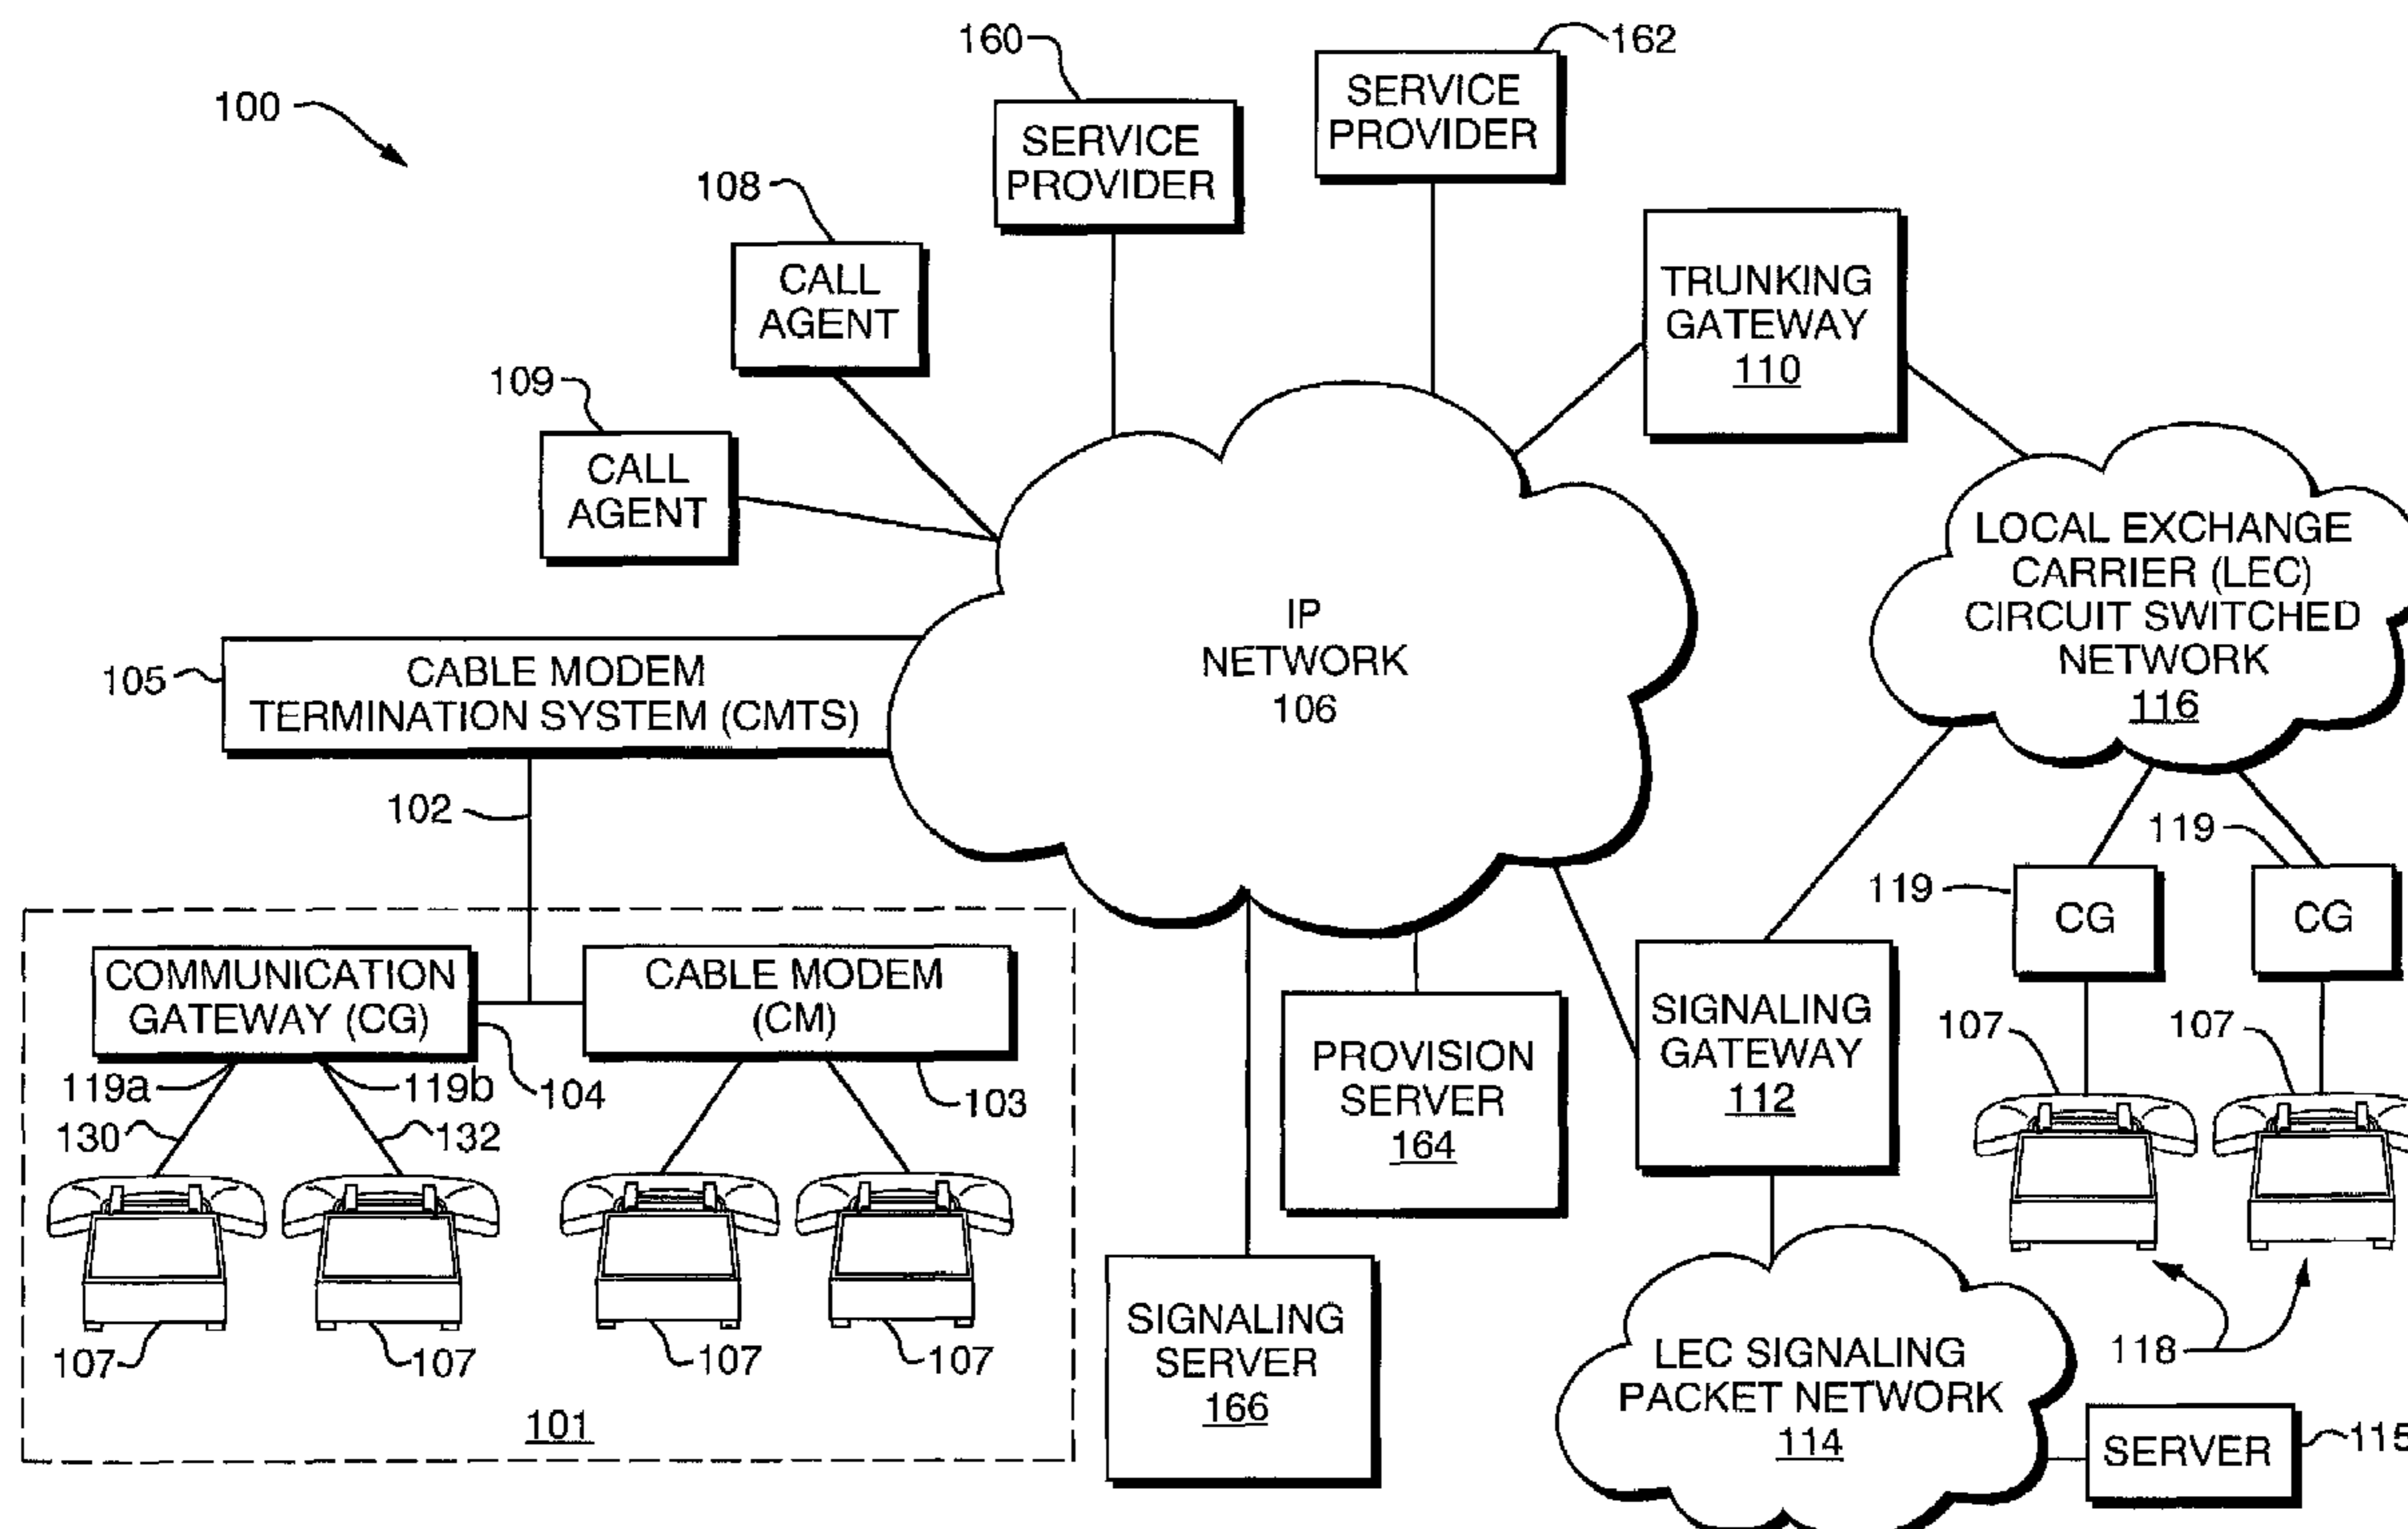 160
162
100
SERVICE
PROVIDER
SERVICE
PROVIDER
108
CALL
AGENT
TRUNKING
GATEWAY
110
109
CALL
AGENT
LOCAL EXCHANGE
CARRIER (LEC)
CIRCUIT SWITCHED
NETWORK
116
IP
NETWORK
106
105
CABLE MODEM
TERMINATION SYSTEM (CMTS)
102
119
119
CG
CG
COMMUNICATION
GATEWAY (CG)
CABLE MODEM
(CM)
119a
119b
104
103
130
132
PROVISION
SERVER
164
SIGNALING
GATEWAY
112
107
107
107
107
107
107
101
SIGNALING
SERVER
166
LEC SIGNALING
PACKET NETWORK
114
118
SERVER
115